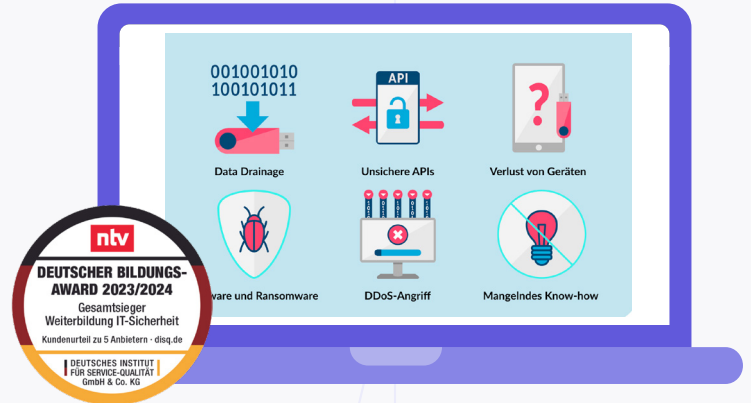 001001010
100101011
API
Data Drainage
Unsichere APIs
Verlust von Geräten
und Ransomware
DDoS-Angriff
Mangelndes Know-how
ntv
DEUTSCHER BILDUNGS-
AWARD 2023/2024
Gesamtsieger
Weiterbildung IT-Sicherheit
Kundenurteil zu 5 Anbietern · disq.de
DEUTSCHES INSTITUT
FÜR SERVICE-QUALITÄT
GmbH & Co. KG